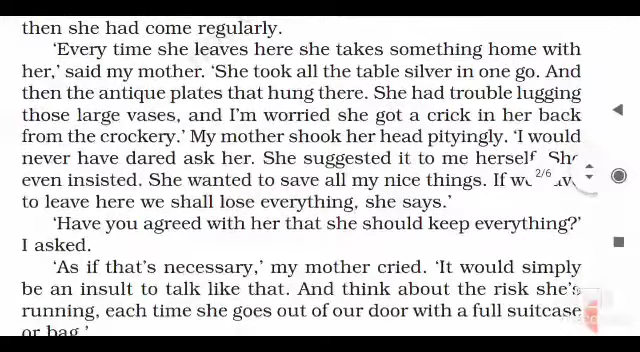 then she had come regularly.
‘Every time she leaves here she takes something home with
her,’ said my mother. ‘She took all the table silver in one go. And
then the antique plates that hung there. She had trouble lugging
those large vases, and I’m worried she got a crick in her back
from the crockery.’ My mother shook her head pityingly. ‘I would
never have dared ask her. She suggested it to me herself. She
even insisted. She wanted to save all my nice things. If we
2/6
to leave here we shall lose everything, she says.’
‘Have you agreed with her that she should keep everything?’
I asked.
‘As if that’s necessary,’ my mother cried. ‘It would simply
be an insult to talk like that. And think about the risk she’s
running, each time she goes out of our door with a full suitcase
or bag.’